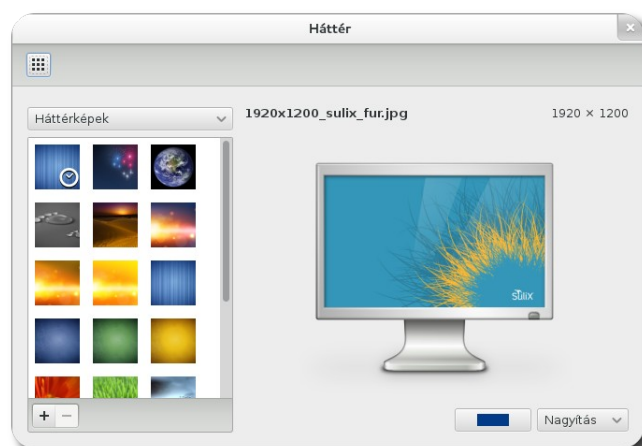 Háttér
Háttérképek
1920x1200_sulix_fur.jpg
1920 × 1200
sulix
Nagyítás